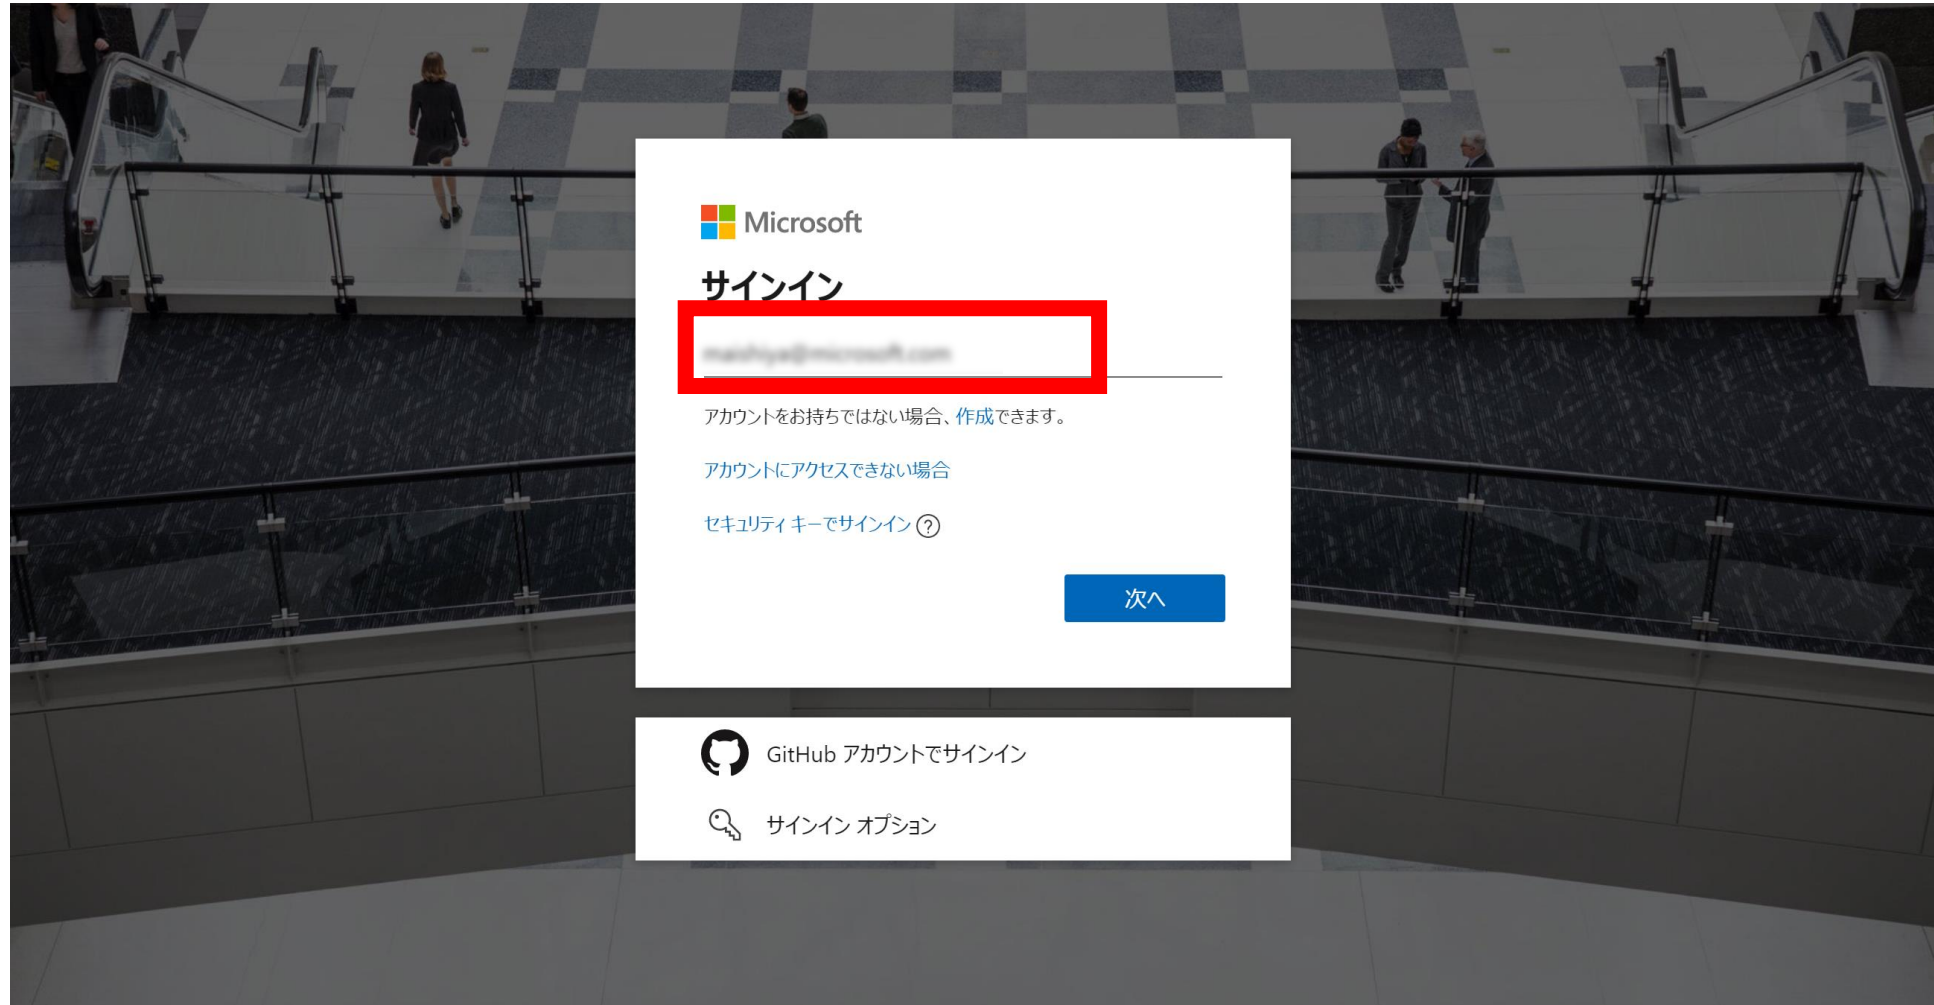 Microsoft
サインイン
アカウントをお持ちではない場合、作成できます。
アカウントにアクセスできない場合
セキュリティ キーでサインイン
次へ
GitHub アカウントでサインイン
サインイン オプション